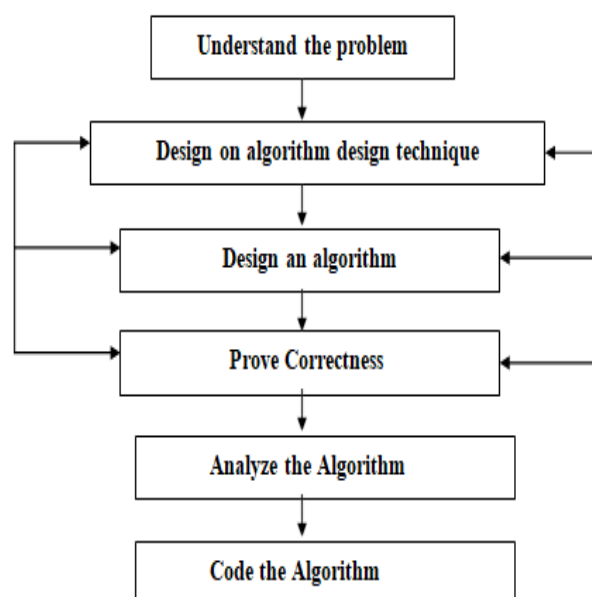 Understand the problem
Design on algorithm design technique
Design an algorithm
Prove Correctness
Analyze the Algorithm
Code the Algorithm